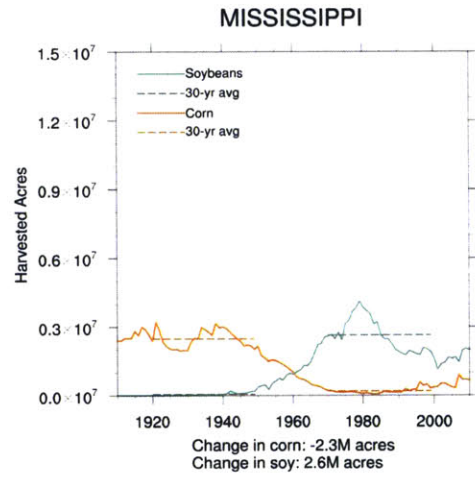 MISSISSIPPI
Harvested Acres
1.5 · 10⁷
1.2 · 10⁷
0.9 · 10⁷
0.6 · 10⁷
0.3 · 10⁷
0.0 · 10⁷
Soybeans
30-yr avg
Corn
30-yr avg
1920 1940 1960 1980 2000
Change in corn: -2.3M acres
Change in soy: 2.6M acres